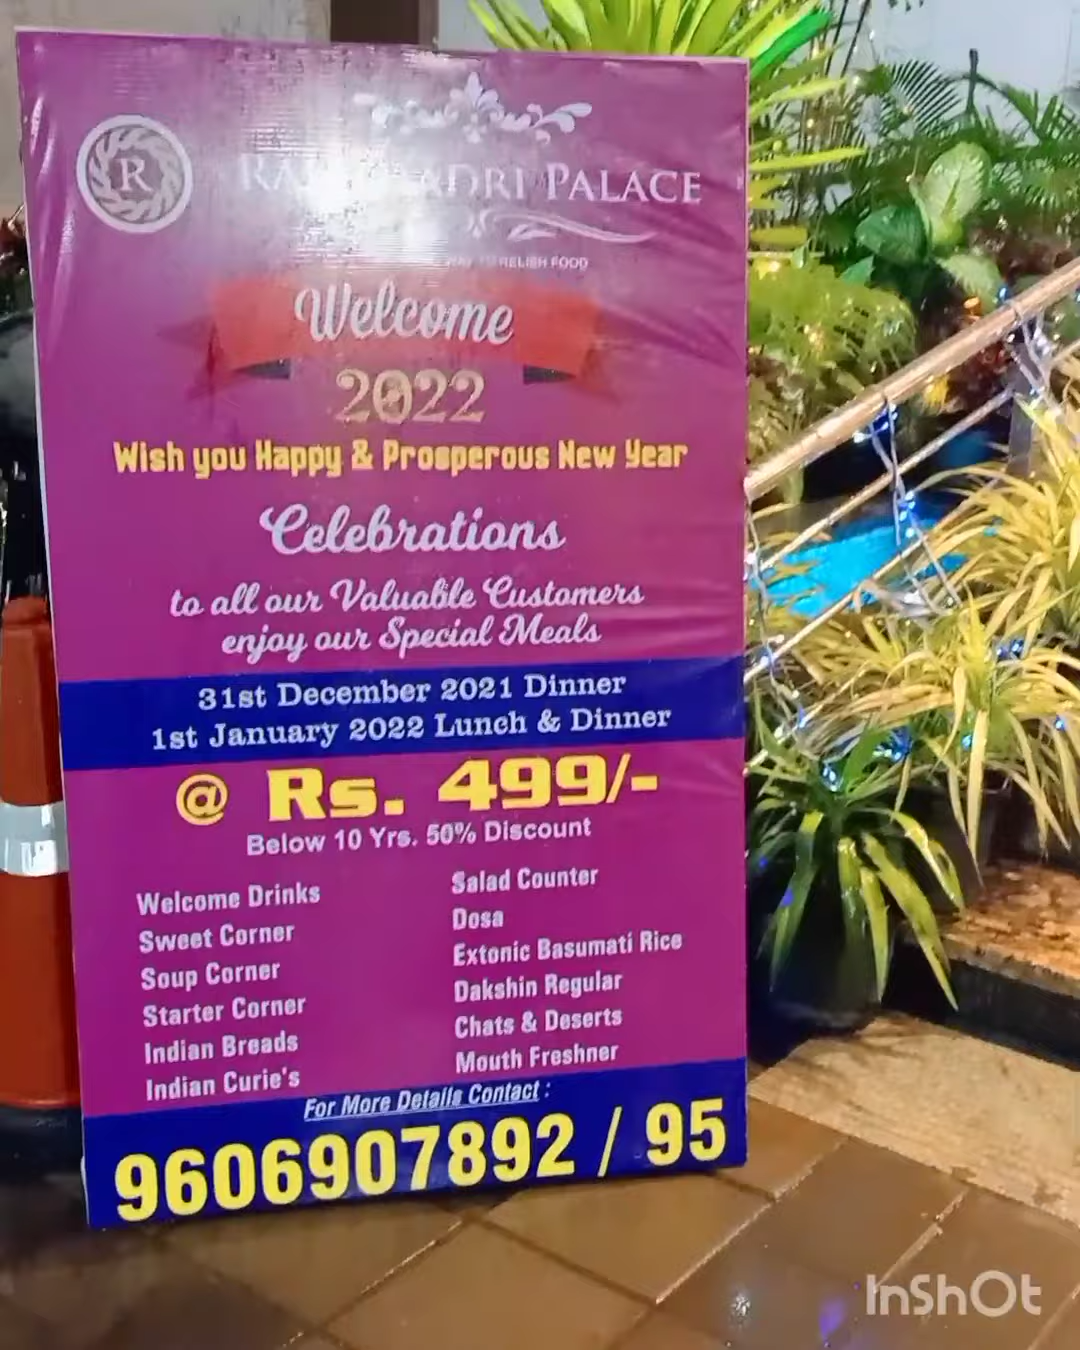 R
PALACE
RELISH FOOD
Welcome
2022
Wish you Happy & Prosperous New Year
Celebrations
to all our Valuable Customers
enjoy our Special Meals
31st December 2021 Dinner
1st January 2022 Lunch & Dinner
@ Rs. 499/-
Below 10 Yrs. 50% Discount
Welcome Drinks
Sweet Corner
Soup Corner
Starter Corner
Indian Breads
Indian Curie's
Salad Counter
Dosa
Extonic Basumati Rice
Dakshin Regular
Chats & Deserts
Mouth Freshner
For More Details Contact :
9606907892 / 95
InShOt